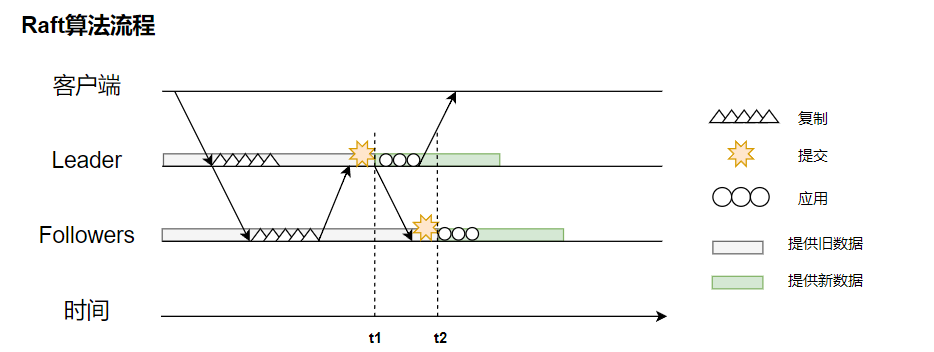 Raft算法流程
客户端
Leader
Followers
时间
t1
t2
复制
提交
应用
提供旧数据
提供新数据